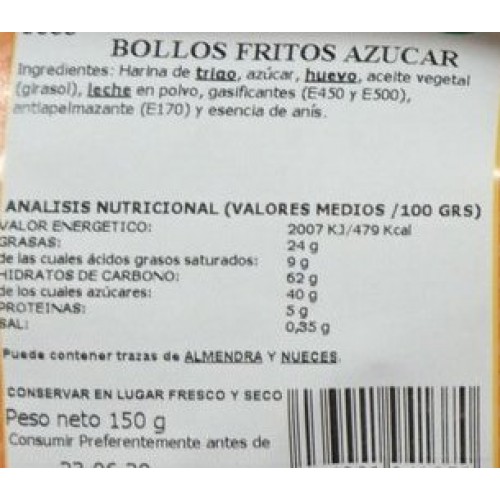 BOLLOS FRITOS AZUCAR
Ingredientes: Harina de trigo, azúcar, huevo, aceite vegetal
(girasol), leche en polvo, gasificantes (E450 y E500),
antiapelmazante (E170) y esencia de anís.
ANALISIS NUTRICIONAL (VALORES MEDIOS /100 GRS)
VALOR ENERGETICO: 2007 KJ/479 Kcal
GRASAS: 24 g
de las cuales ácidos grasos saturados: 9 g
HIDRATOS DE CARBONO: 62 g
de los cuales azúcares: 40 g
PROTEINAS: 5 g
SAL: 0,35 g
Puede contener trazas de ALMENDRA Y NUECES
CONSERVAR EN LUGAR FRESCO Y SECO
Peso neto 150 g
Consumir Preferentemente antes de